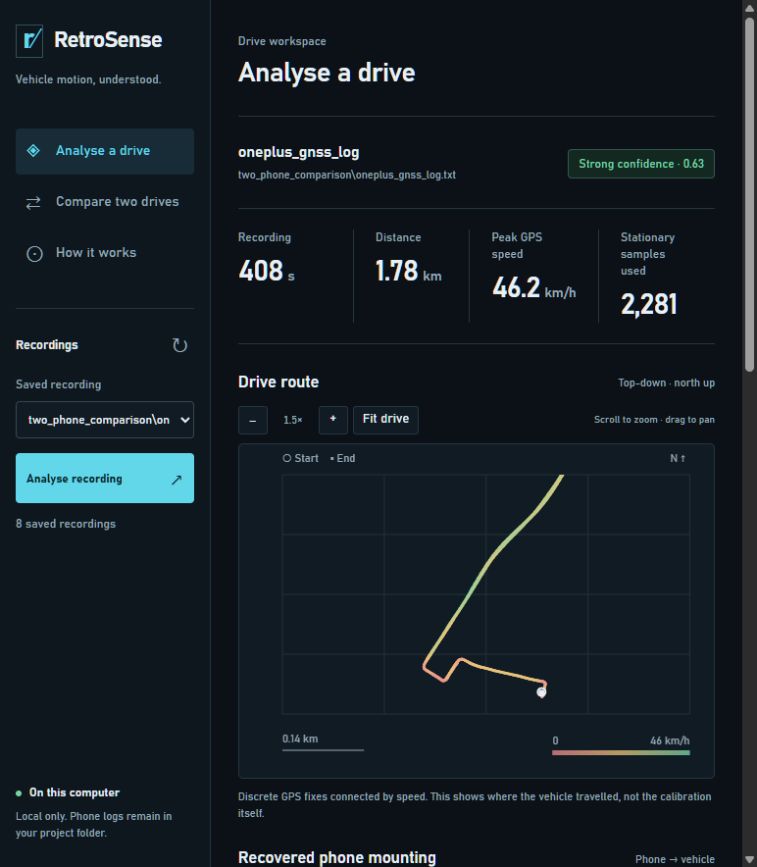 r/ RetroSense
Vehicle motion, understood.
Analyse a drive
Compare two drives
How it works
Recordings
Saved recording
two_phone_comparison\on
Analyse recording
8 saved recordings
On this computer
Local only. Phone logs remain in
your project folder.
Drive workspace
Analyse a drive
oneplus_gnss_log
two_phone_comparison\oneplus_gnss_log.txt
Strong confidence · 0.63
Recording
408 s
Distance
1.78 km
Peak GPS
speed
46.2 km/h
Stationary
samples
used
2,281
Drive route
Top-down · north up
– 1.5× + Fit drive
Scroll to zoom · drag to pan
Start End
N ↑
0.14 km
0 46 km/h
Discrete GPS fixes connected by speed. This shows where the vehicle travelled, not the calibration
itself.
Recovered phone mounting
Phone → vehicle